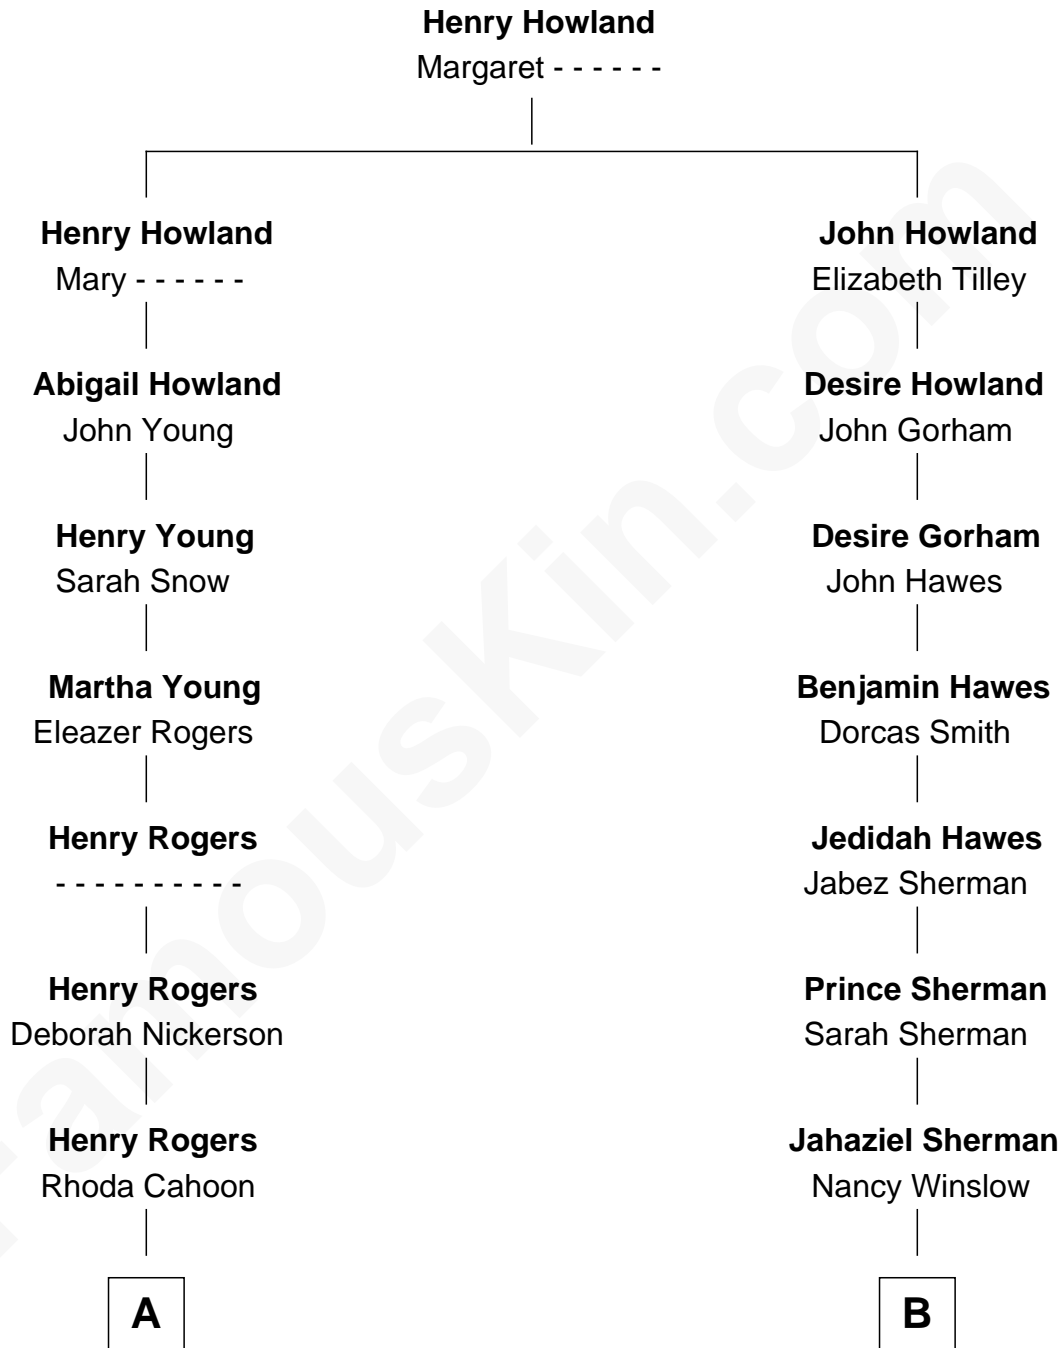 Henry Howland
Margaret - - - - - -
Henry Howland
Mary - - - - - -
Abigail Howland
John Young
Henry Young
Sarah Snow
Martha Young
Eleazer Rogers
Henry Rogers
- - - - - - - - - -
Henry Rogers
Deborah Nickerson
Henry Rogers
Rhoda Cahoon
A
John Howland
Elizabeth Tilley
Desire Howland
John Gorham
Desire Gorham
John Hawes
Benjamin Hawes
Dorcas Smith
Jedidah Hawes
Jabez Sherman
Prince Sherman
Sarah Sherman
Jahaziel Sherman
Nancy Winslow
B
FamousKin.com